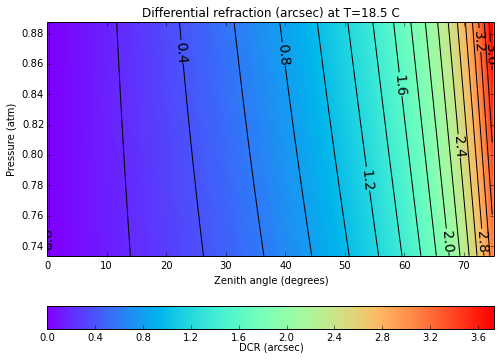 Differential refraction (arcsec) at T=18.5 C
Pressure (atm)
0.88
0.86
0.84
0.82
0.80
0.78
0.76
0.74
0.4
0.8
1.2
1.6
2.0
2.4
2.8
3.2
0 10 20 30 40 50 60 70
Zenith angle (degrees)
0.0 0.4 0.8 1.2 1.6 2.0 2.4 2.8 3.2 3.6
DCR (arcsec)